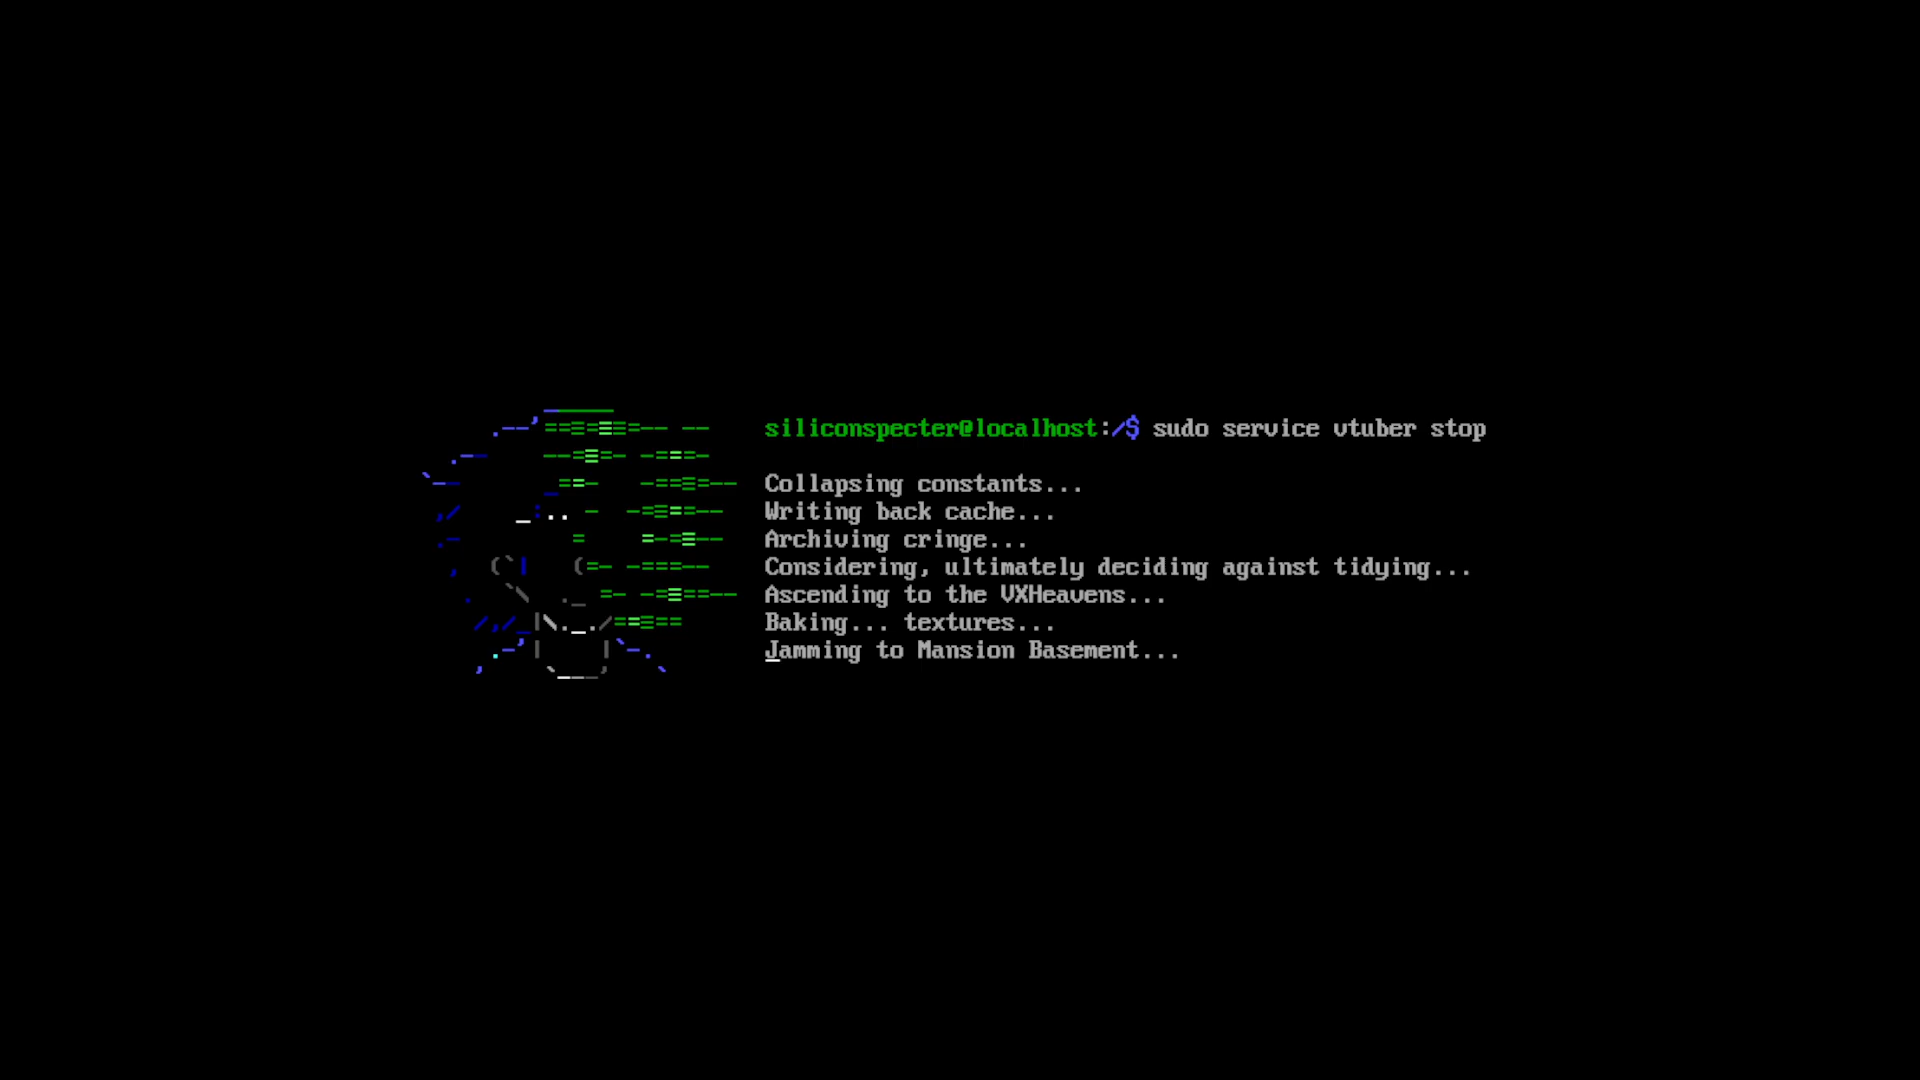 siliconspecter@localhost:/$ sudo service vtuber stop
Collapsing constants...
Writing back cache...
Archiving cringe...
Considering, ultimately deciding against tidying...
Ascending to the VXHeavens...
Baking... textures...
Jamming to Mansion Basement...